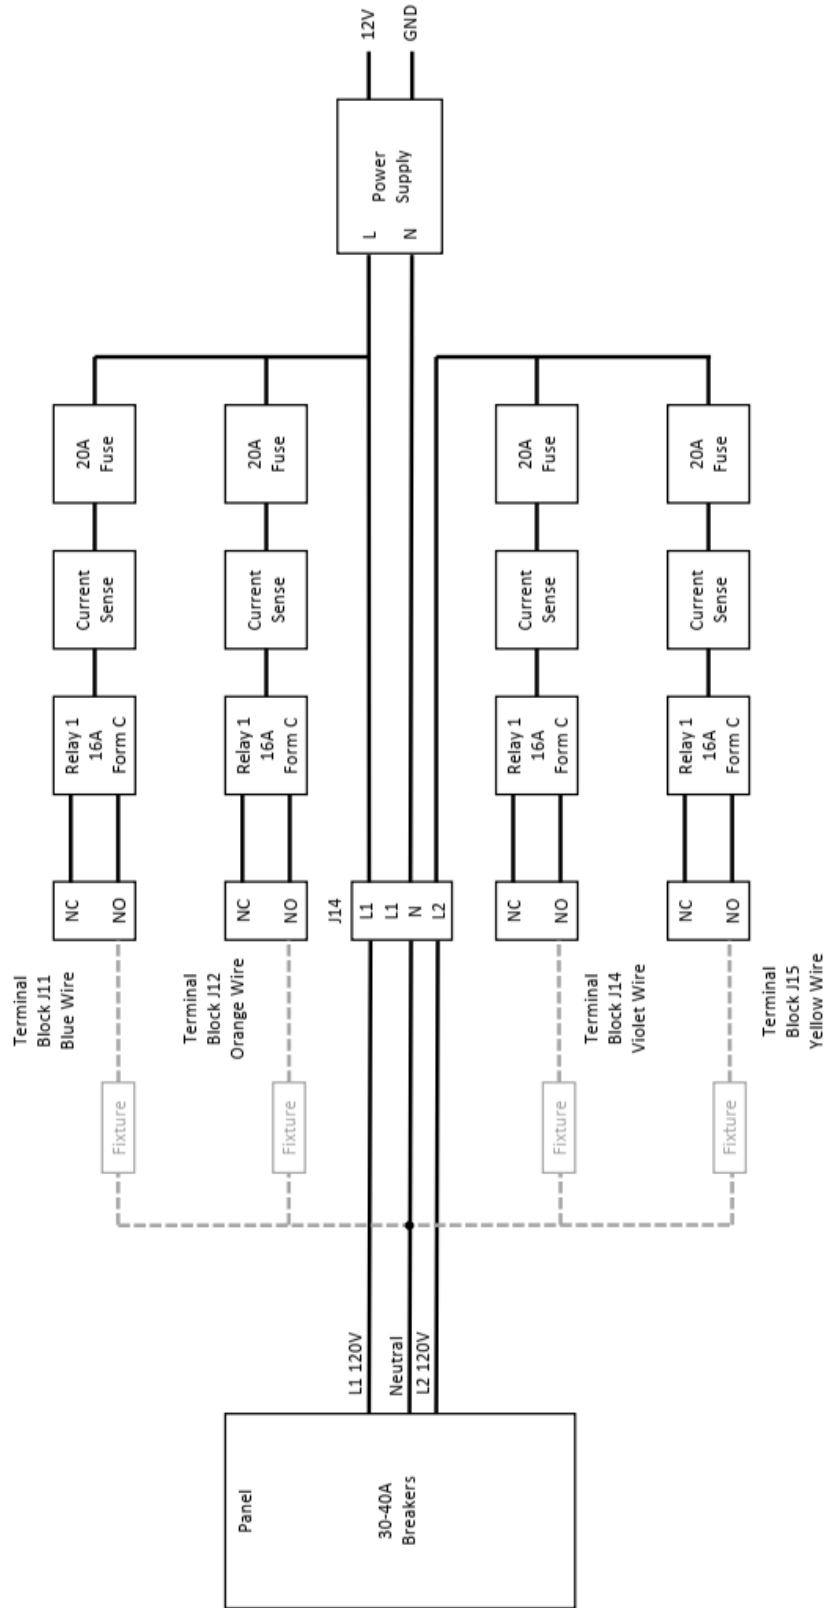 Panel
30-40A
Breakers
L1 120V
Neutral
L2 120V
Fixture
Fixture
Fixture
Fixture
Terminal
Block J11
Blue Wire
Terminal
Block J12
Orange Wire
Terminal
Block J14
Violet Wire
Terminal
Block J15
Yellow Wire
NC
NO
NC
NO
J14
L1
L1
N
L2
NC
NO
NC
NO
Relay 1
16A
Form C
Relay 1
16A
Form C
Relay 1
16A
Form C
Relay 1
16A
Form C
Current
Sense
Current
Sense
Current
Sense
Current
Sense
20A
Fuse
20A
Fuse
20A
Fuse
20A
Fuse
L
N
Power
Supply
12V
GND